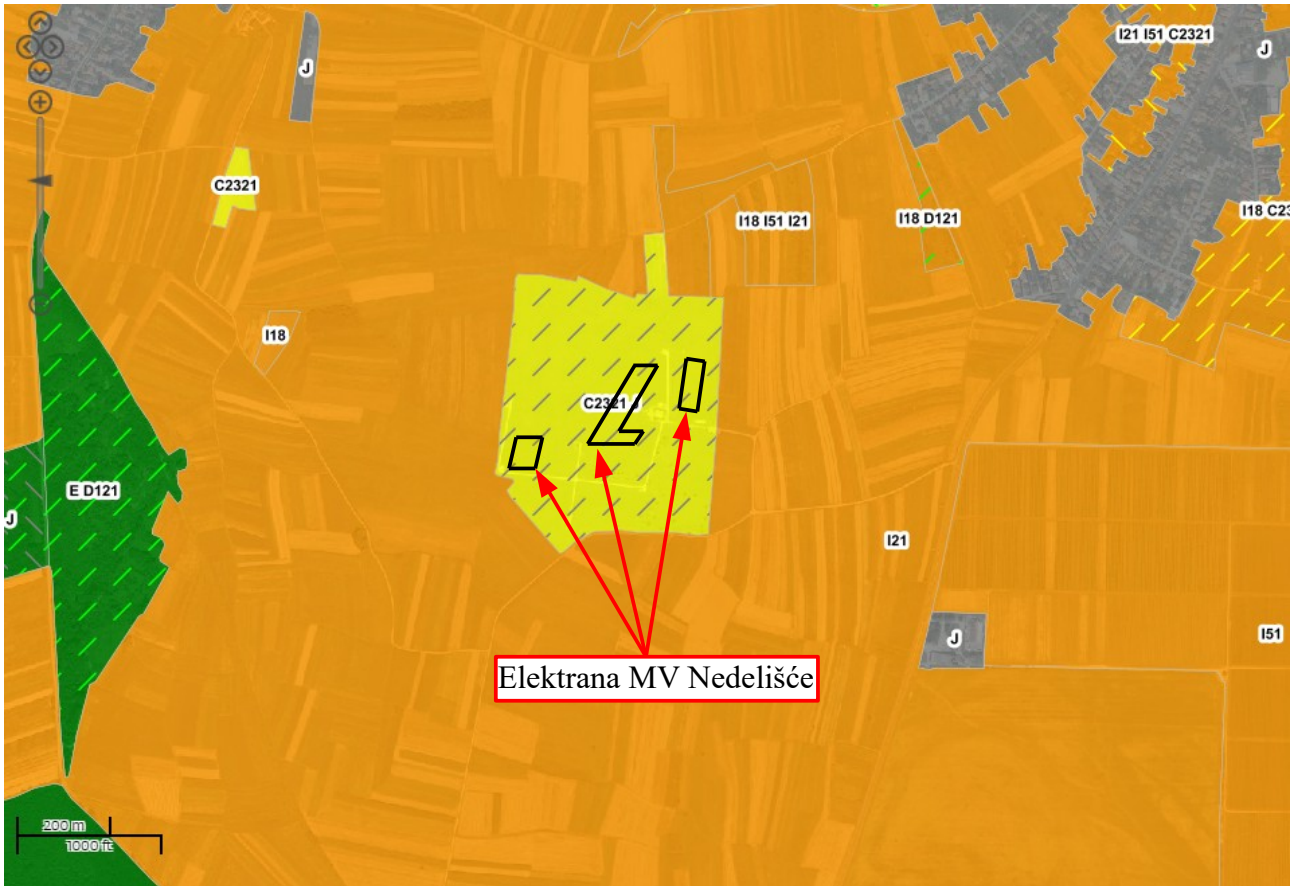 I21 I51 C2321
J
J
C2321
I18 I51 I21
I18 D121
I18 C23
I18
C2321 J
E D121
J
I21
J
I51
Elektrana MV Nedelišće
200 m
1000 ft